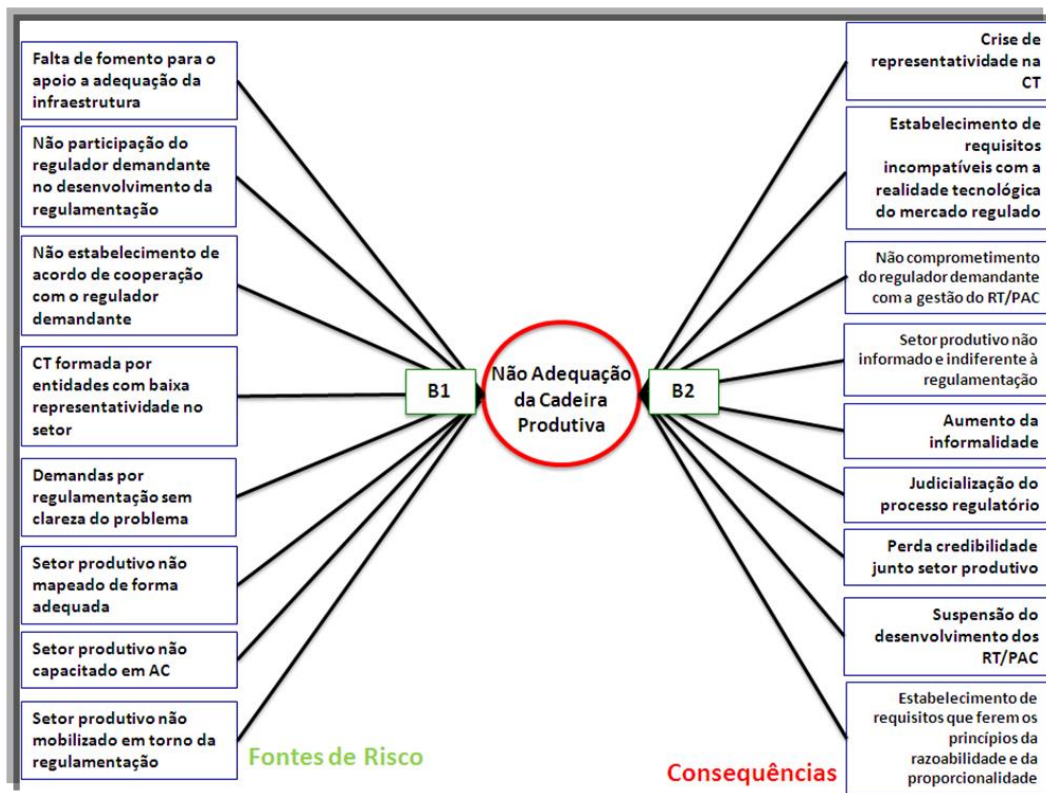 Falta de fomento para o
apoio a adequação da
infraestrutura
Não participação do
regulador demandante
no desenvolvimento da
regulamentação
Não estabelecimento de
acordo de cooperação
com o regulador
demandante
CT formada por
entidades com baixa
representatividade no
setor
Demandas por
regulamentação sem
clareza do problema
Setor produtivo não
mapeado de forma
adequada
Setor produtivo não
capacitado em AC
Setor produtivo não
mobilizado em torno da
regulamentação
Fontes de Risco
B1
Não Adequação
da Cadeira
Produtiva
B2
Crise de
representatividade na
CT
Estabelecimento de
requisitos
incompatíveis com a
realidade tecnológica
do mercado regulado
Não comprometimento
do regulador demandante
com a gestão do RT/PAC
Setor produtivo não
informado e indiferente à
regulamentação
Aumento da
informalidade
Judicialização do
processo regulatório
Perda credibilidade
junto setor produtivo
Suspensão do
desenvolvimento dos
RT/PAC
Estabelecimento de
requisitos que ferem os
princípios da
razoabilidade e da
proporcionalidade
Consequências